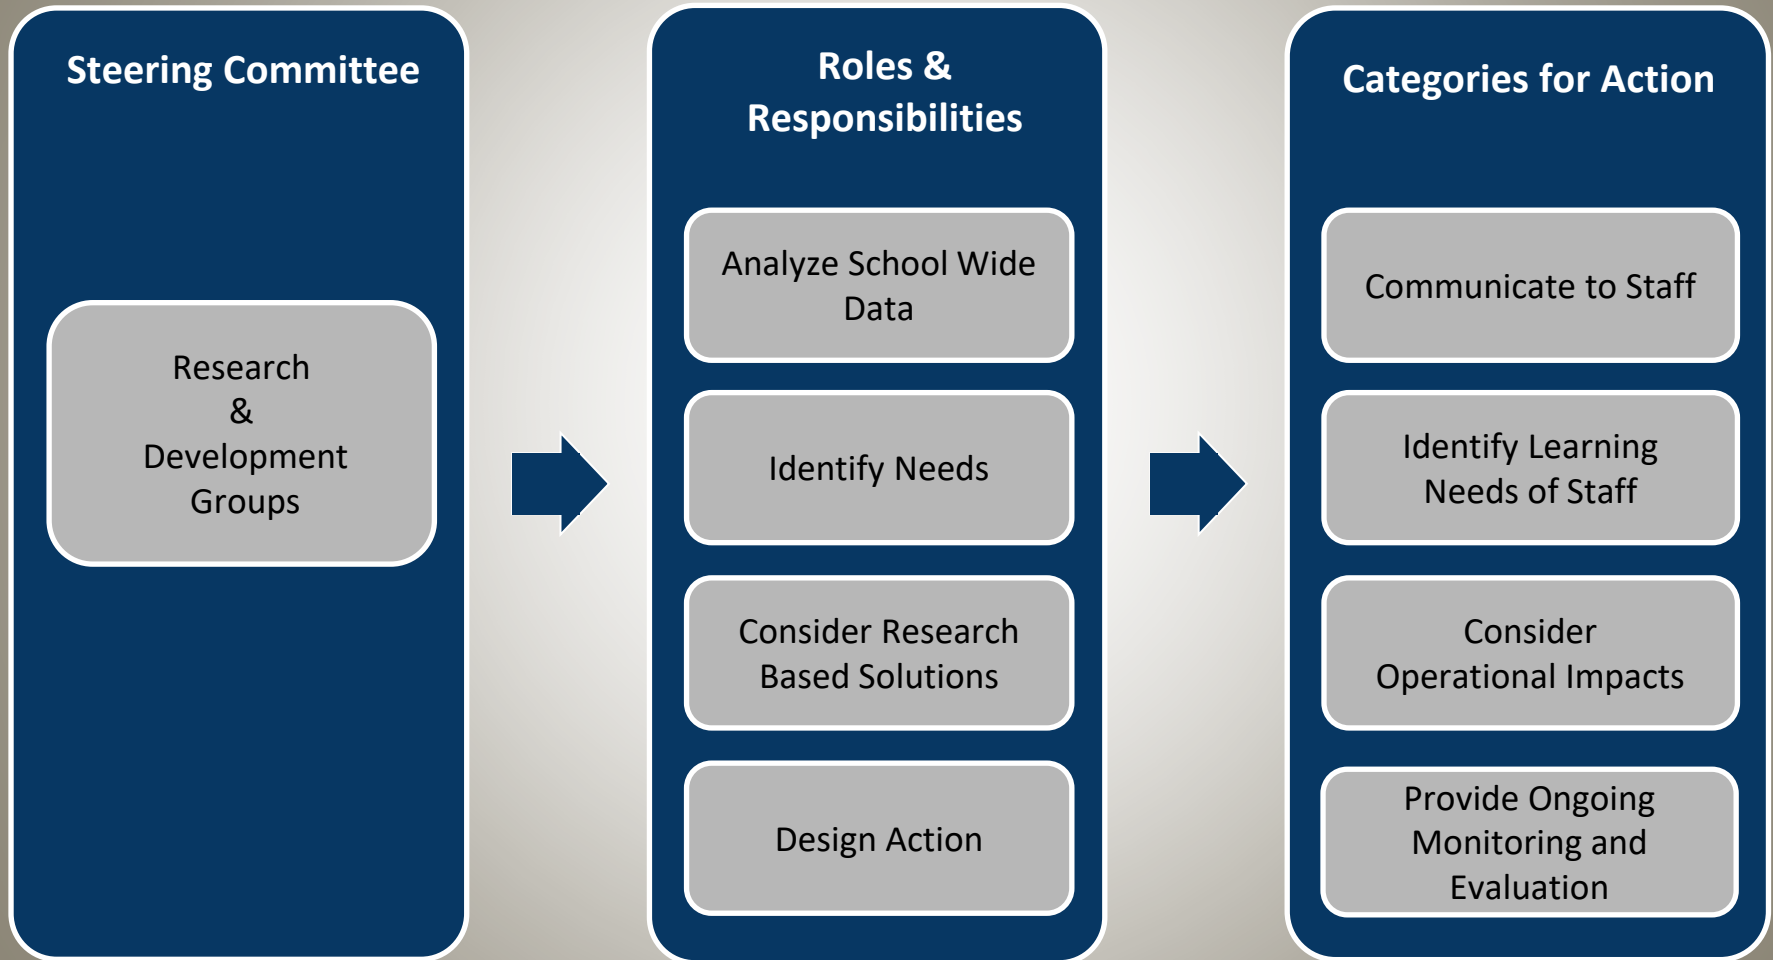 Steering Committee
Research
&
Development
Groups
Roles &
Responsibilities
Analyze School Wide
Data
Identify Needs
Consider Research
Based Solutions
Design Action
Categories for Action
Communicate to Staff
Identify Learning
Needs of Staff
Consider
Operational Impacts
Provide Ongoing
Monitoring and
Evaluation